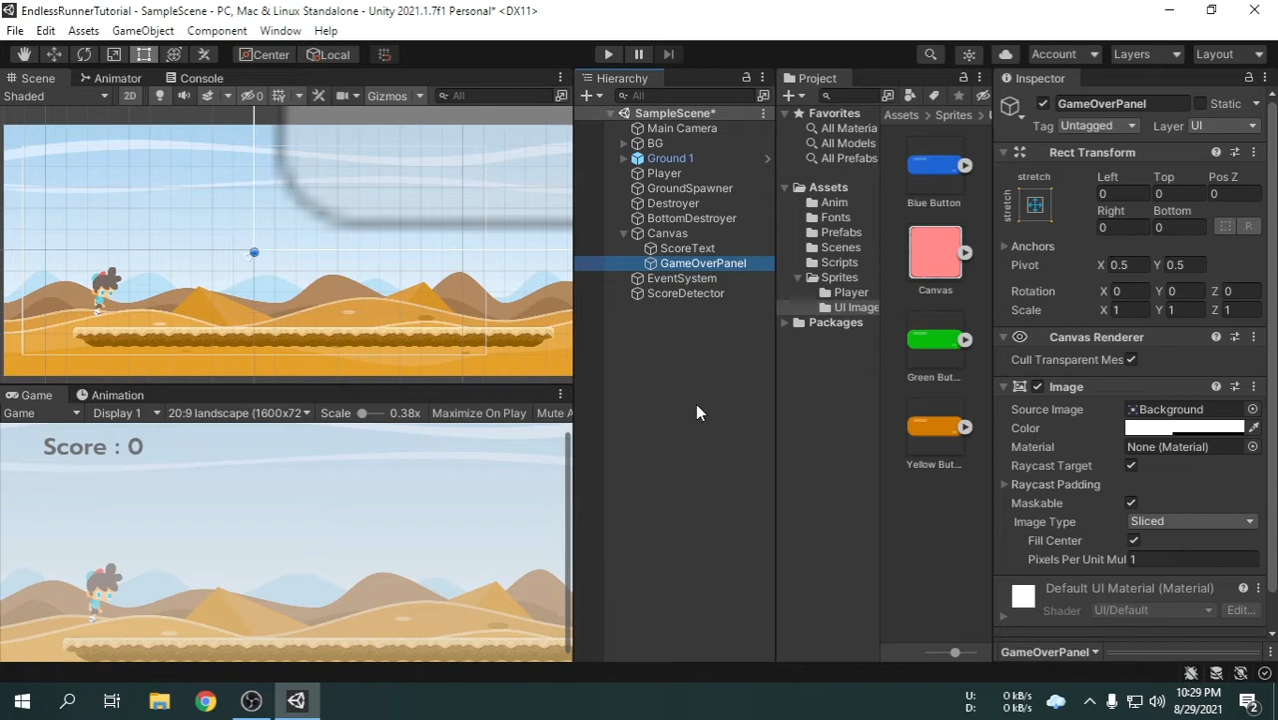 EndlessRunnerTutorial - SampleScene - PC, Mac & Linux Standalone - Unity 2021.1.7f1 Personal* <DX11>
File Edit Assets GameObject Component Window Help
Center Local Account Layers Layout
Scene Animator Console
Shaded 2D 0 Gizmos All
Game Animation
Game Display 1 20:9 landscape (1600x72 Scale 0.38x Maximize On Play Mute A
Score : 0
Hierarchy
All
SampleScene*
Main Camera
BG
Ground 1
Player
GroundSpawner
Destroyer
BottomDestroyer
Canvas
ScoreText
GameOverPanel
EventSystem
ScoreDetector
Project
Favorites
All Materia
All Models
All Prefabs
Assets
Anim
Fonts
Prefabs
Scenes
Scripts
Sprites
Player
UI Image
Packages
Assets Sprites
Blue Button
Canvas
Green But...
Yellow But...
Inspector
GameOverPanel Static
Tag Untagged Layer UI
Rect Transform
stretch Left Top Pos Z
stretch 0 0 0
Right Bottom
0 0 R
Anchors
Pivot X 0.5 Y 0.5
Rotation X 0 Y 0 Z 0
Scale X 1 Y 1 Z 1
Canvas Renderer
Cull Transparent Mes
Image
Source Image Background
Color
Material None (Material)
Raycast Target
Raycast Padding
Maskable
Image Type Sliced
Fill Center
Pixels Per Unit Mul 1
Default UI Material (Material)
Shader UI/Default Edit...
GameOverPanel
U: 0 kB/s
D: 0 kB/s
10:29 PM
8/29/2021
2